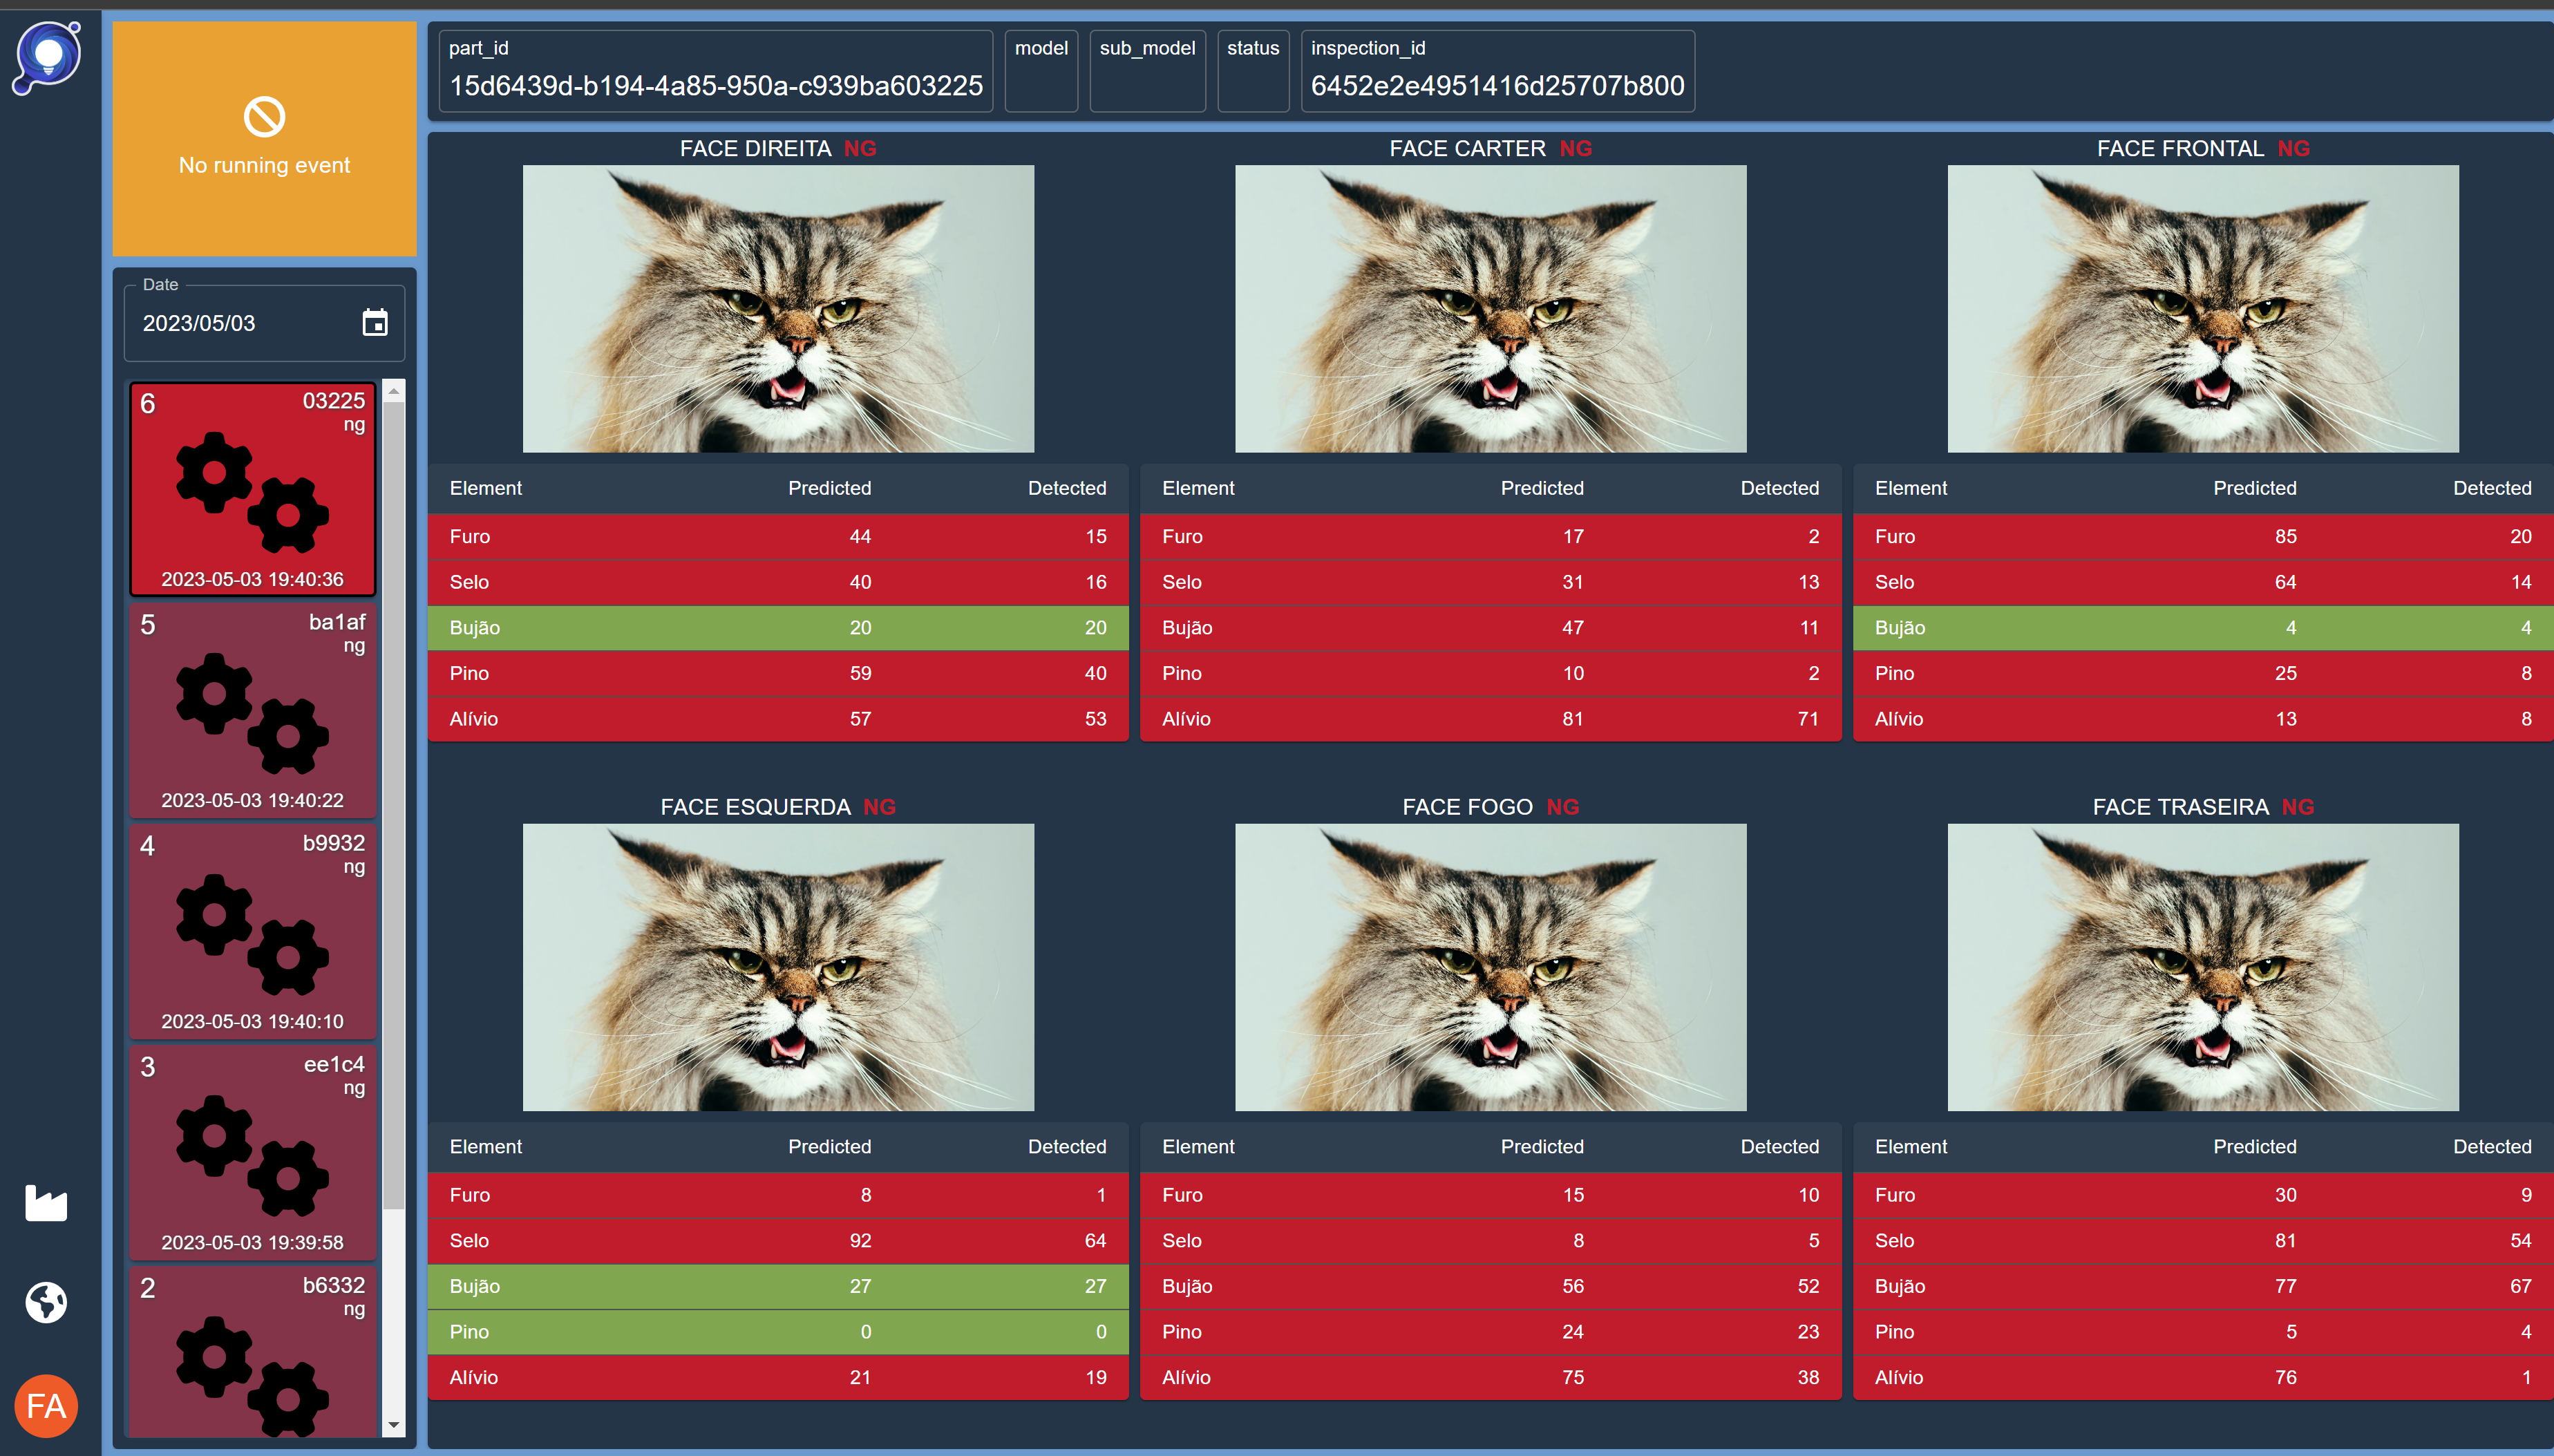 No running event
Date
2023/05/03
6 03225
ng
2023-05-03 19:40:36
5 ba1af
ng
2023-05-03 19:40:22
4 b9932
ng
2023-05-03 19:40:10
3 ee1c4
ng
2023-05-03 19:39:58
2 b6332
ng
FA
part_id model sub_model status inspection_id
15d6439d-b194-4a85-950a-c939ba603225 6452e2e4951416d25707b800
FACE DIREITA NG
Element Predicted Detected
Furo 44 15
Selo 40 16
Bujão 20 20
Pino 59 40
Alívio 57 53
FACE CARTER NG
Element Predicted Detected
Furo 17 2
Selo 31 13
Bujão 47 11
Pino 10 2
Alívio 81 71
FACE FRONTAL NG
Element Predicted Detected
Furo 85 20
Selo 64 14
Bujão 4 4
Pino 25 8
Alívio 13 8
FACE ESQUERDA NG
Element Predicted Detected
Furo 8 1
Selo 92 64
Bujão 27 27
Pino 0 0
Alívio 21 19
FACE FOGO NG
Element Predicted Detected
Furo 15 10
Selo 8 5
Bujão 56 52
Pino 24 23
Alívio 75 38
FACE TRASEIRA NG
Element Predicted Detected
Furo 30 9
Selo 81 54
Bujão 77 67
Pino 5 4
Alívio 76 1